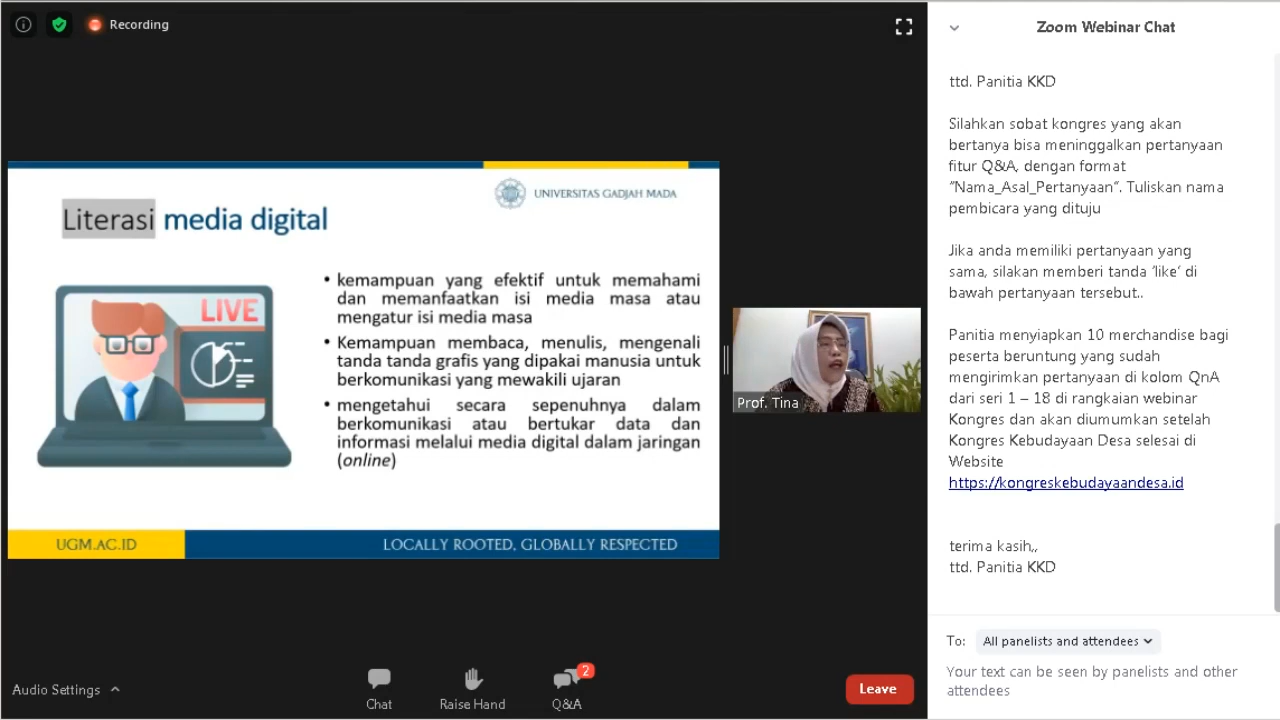 Recording
Zoom Webinar Chat
UNIVERSITAS GADJAH MADA
Literasi media digital
LIVE
• kemampuan yang efektif untuk memahami
dan memanfaatkan isi media masa atau
mengatur isi media masa
• Kemampuan membaca, menulis, mengenali
tanda tanda grafis yang dipakai manusia untuk
berkomunikasi yang mewakili ujaran
• mengetahui secara sepenuhnya dalam
berkomunikasi atau bertukar data dan
informasi melalui media digital dalam jaringan
(online)
UGM.AC.ID
LOCALLY ROOTED, GLOBALLY RESPECTED
Prof. Tina
ttd. Panitia KKD
Silahkan sobat kongres yang akan
bertanya bisa meninggalkan pertanyaan
fitur Q&A, dengan format
"Nama_Asal_Pertanyaan". Tuliskan nama
pembicara yang dituju
Jika anda memiliki pertanyaan yang
sama, silakan memberi tanda 'like' di
bawah pertanyaan tersebut..
Panitia menyiapkan 10 merchandise bagi
peserta beruntung yang sudah
mengirimkan pertanyaan di kolom QnA
dari seri 1 – 18 di rangkaian webinar
Kongres dan akan diumumkan setelah
Kongres Kebudayaan Desa selesai di
Website
https://kongreskebudayaandesa.id
terima kasih,,
ttd. Panitia KKD
To: All panelists and attendees
Your text can be seen by panelists and other
attendees
Audio Settings
Chat
Raise Hand
2
Q&A
Leave